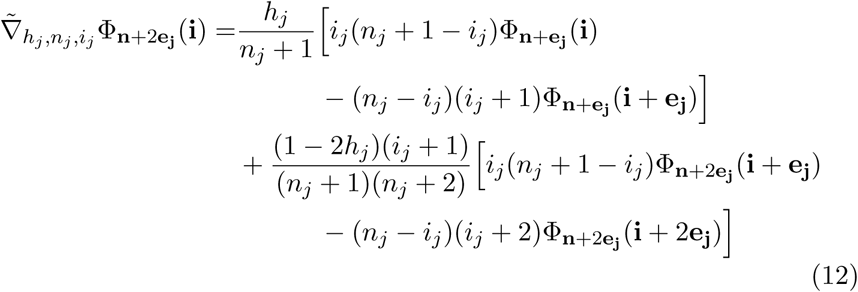 ∇̃_{h_j,n_j,i_j} Φ_{𝐧+2𝐞_𝐣}(𝐢) = \frac{h_j}{n_j + 1} [ i_j(n_j + 1 − i_j)Φ_{𝐧+𝐞_𝐣}(𝐢)
− (n_j − i_j)(i_j + 1)Φ_{𝐧+𝐞_𝐣}(𝐢 + 𝐞_𝐣) ]
+ \frac{(1 − 2h_j)(i_j + 1)}{(n_j + 1)(n_j + 2)} [ i_j(n_j + 1 − i_j)Φ_{𝐧+2𝐞_𝐣}(𝐢 + 𝐞_𝐣)
− (n_j − i_j)(i_j + 2)Φ_{𝐧+2𝐞_𝐣}(𝐢 + 2𝐞_𝐣) ]
(12)